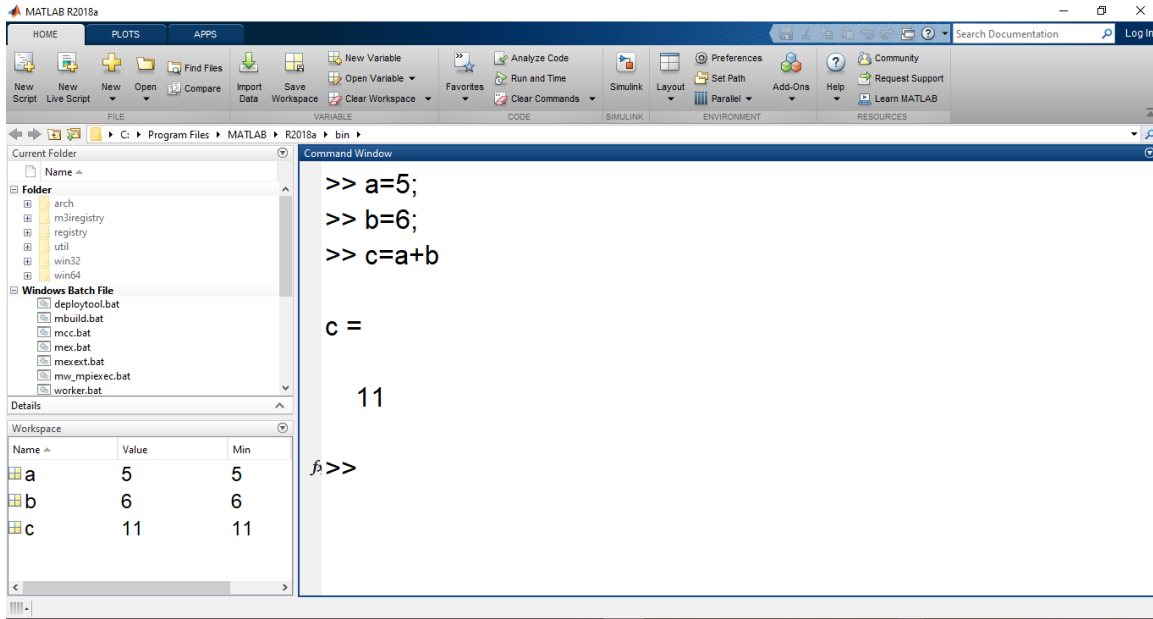 MATLAB R2018a
HOME PLOTS APPS
Search Documentation
Log In
New Script
New Live Script
New
Open
Find Files
Compare
Import Data
Save Workspace
New Variable
Open Variable
Clear Workspace
Favorites
Analyze Code
Run and Time
Clear Commands
Simulink
Layout
Preferences
Set Path
Parallel
Add-Ons
Help
Community
Request Support
Learn MATLAB
FILE VARIABLE CODE SIMULINK ENVIRONMENT RESOURCES
C: Program Files MATLAB R2018a bin
Current Folder
Name
Folder
arch
m3iregistry
registry
util
win32
win64
Windows Batch File
deploytool.bat
mbuild.bat
mcc.bat
mex.bat
mexext.bat
mw_mpiexec.bat
worker.bat
Details
Workspace
Name Value Min
a 5 5
b 6 6
c 11 11
Command Window
>> a=5;
>> b=6;
>> c=a+b
c =
11
fx >>